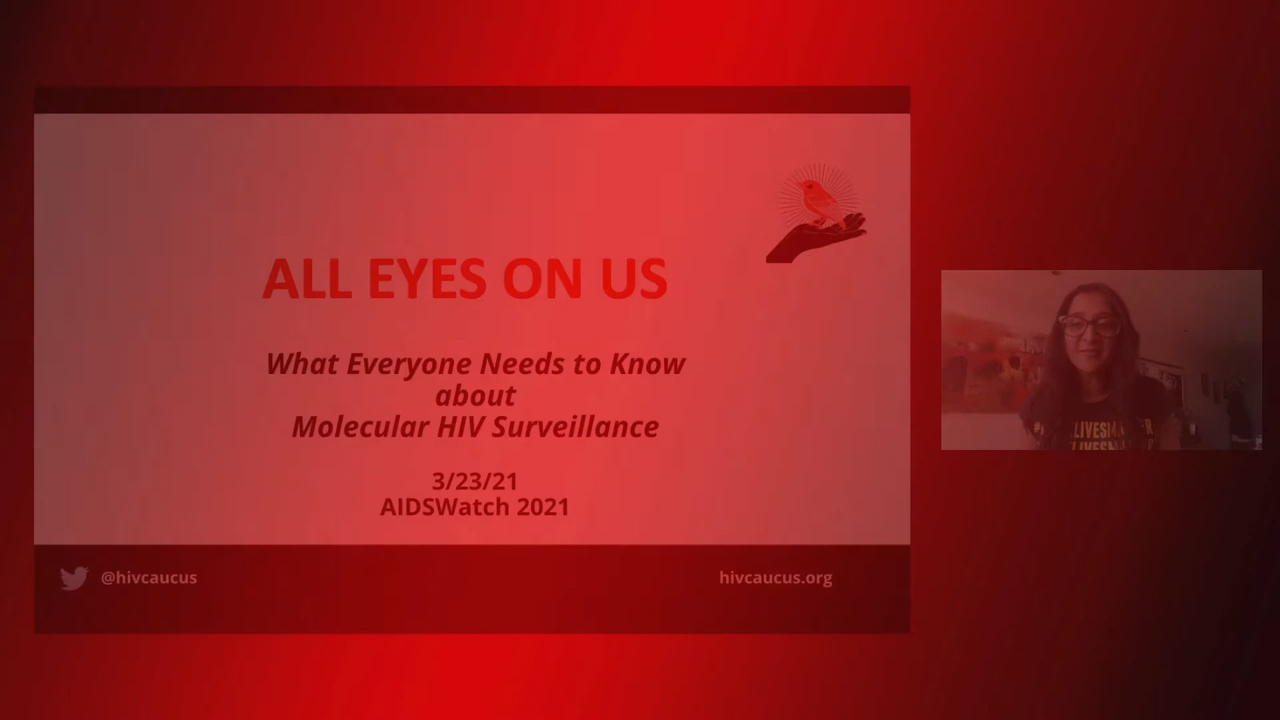 ALL EYES ON US
What Everyone Needs to Know
about
Molecular HIV Surveillance
3/23/21
AIDSWatch 2021
@hivcaucus
hivcaucus.org